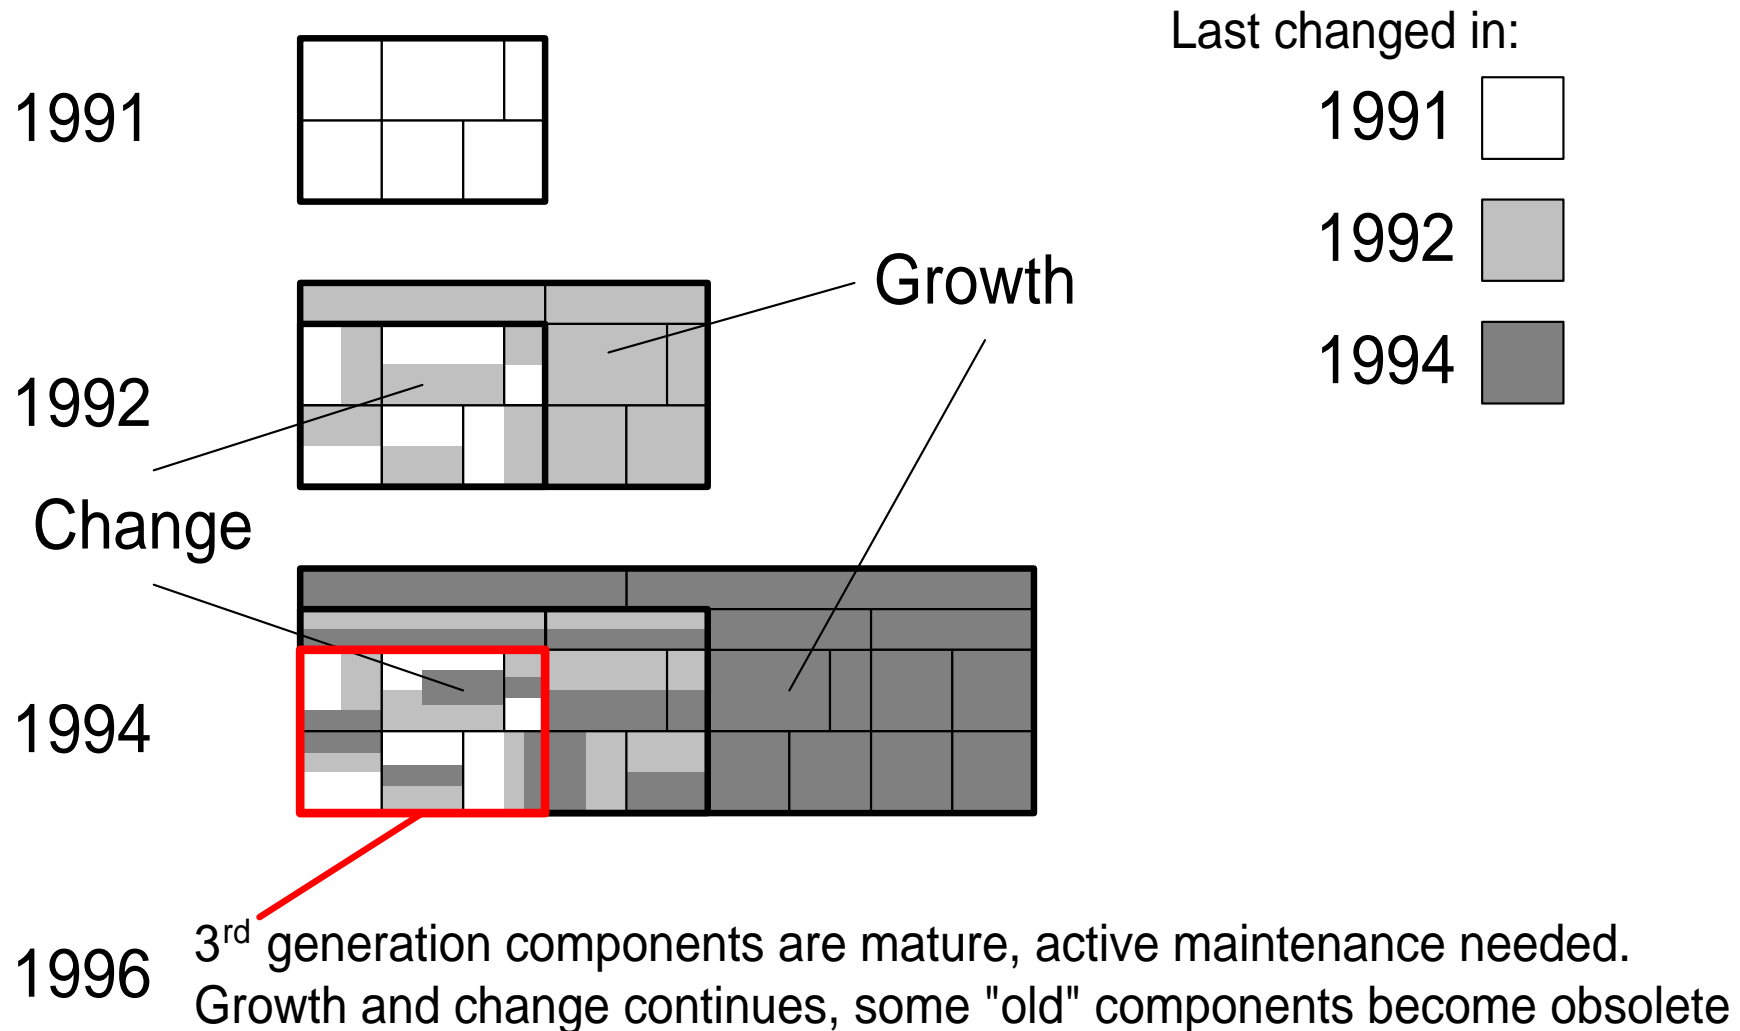 Last changed in:
1991
1991
1992
Growth
1994
1992
Change
1994
3rd generation components are mature, active maintenance needed.
1996
Growth and change continues, some "old" components become obsolete